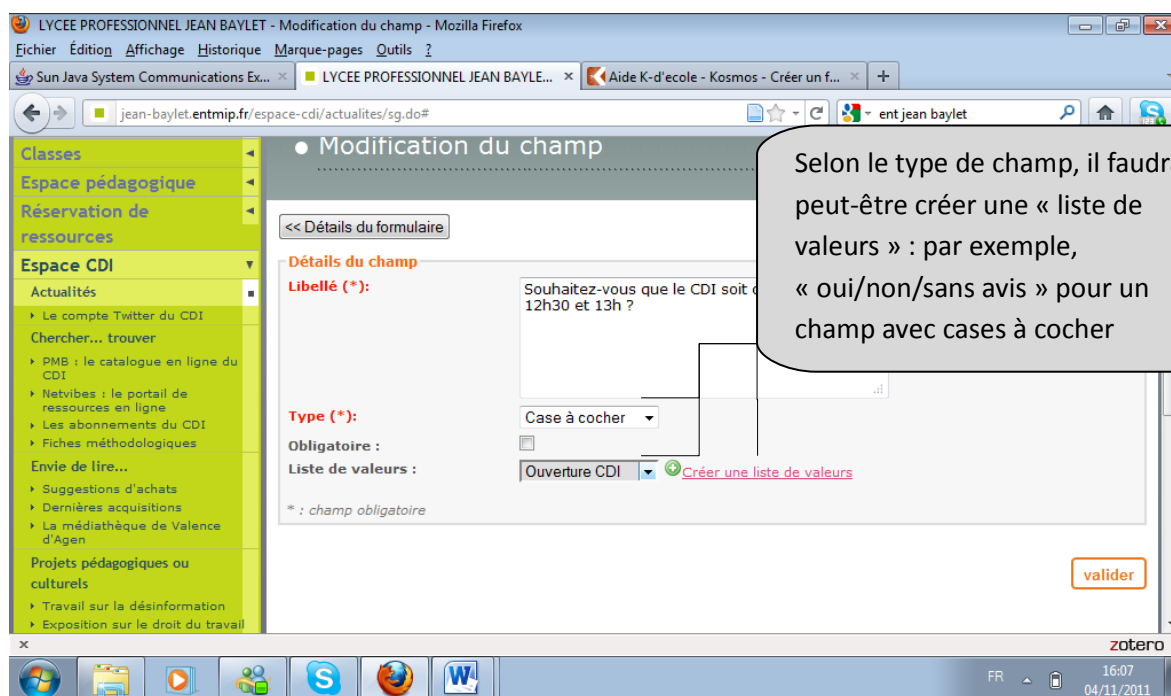 LYCEE PROFESSIONNEL JEAN BAYLET - Modification du champ - Mozilla Firefox
Fichier Édition Affichage Historique Marque-pages Outils ?
Sun Java System Communications Ex... × LYCEE PROFESSIONNEL JEAN BAYLE... × Aide K-d'ecole - Kosmos - Créer un f... × +
jean-baylet.entmip.fr/espace-cdi/actualites/sg.do# ent jean baylet
Classes
Espace pédagogique
Réservation de
ressources
Espace CDI
Actualités
Le compte Twitter du CDI
Chercher... trouver
PMB : le catalogue en ligne du
CDI
Netvibes : le portail de
ressources en ligne
Les abonnements du CDI
Fiches méthodologiques
Envie de lire...
Suggestions d'achats
Dernières acquisitions
La médiathèque de Valence
d'Agen
Projets pédagogiques ou
culturels
Travail sur la désinformation
Exposition sur le droit du travail
Modification du champ
<< Détails du formulaire
Détails du champ
Libellé (*):
Souhaitez-vous que le CDI soit
12h30 et 13h ?
Type (*):
Case à cocher
Obligatoire :
Liste de valeurs :
Ouverture CDI
Créer une liste de valeurs
* : champ obligatoire
valider
Selon le type de champ, il faudr
peut-être créer une « liste de
valeurs » : par exemple,
« oui/non/sans avis » pour un
champ avec cases à cocher
× zotero
FR 16:07
04/11/2011